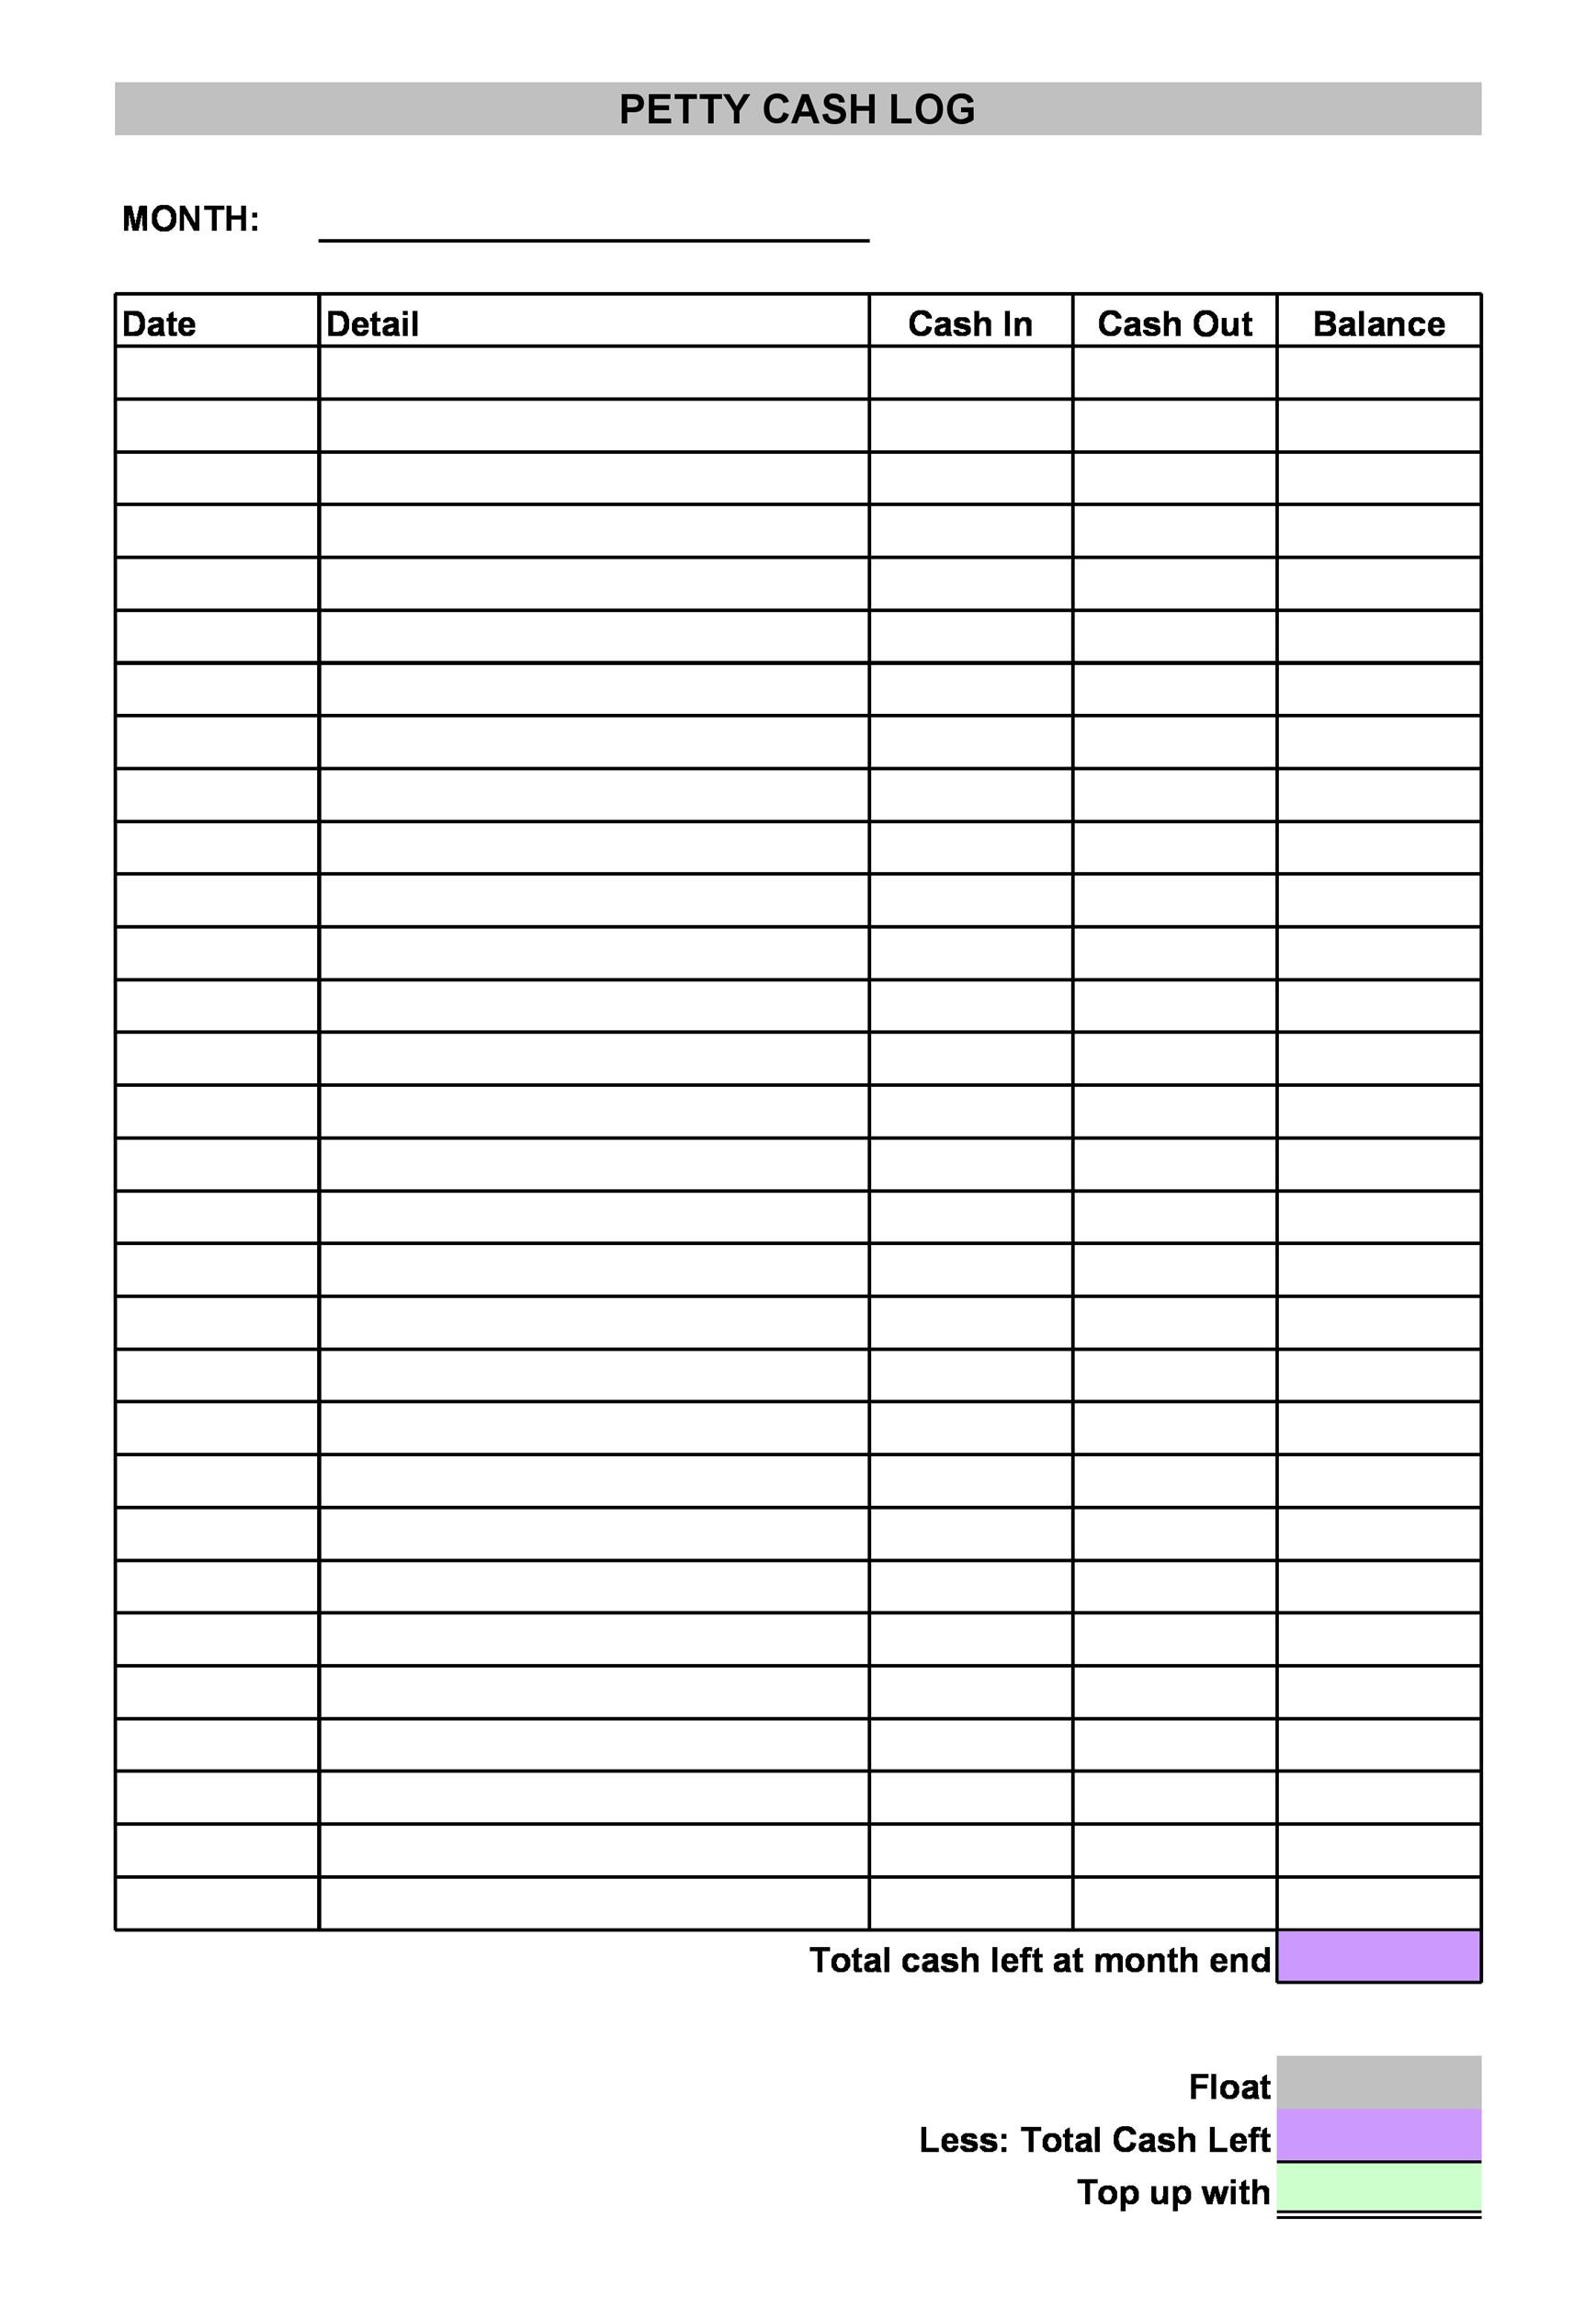 PETTY CASH LOG
MONTH:
Date Detail Cash In Cash Out Balance
Total cash left at month end
Float
Less: Total Cash Left
Top up with